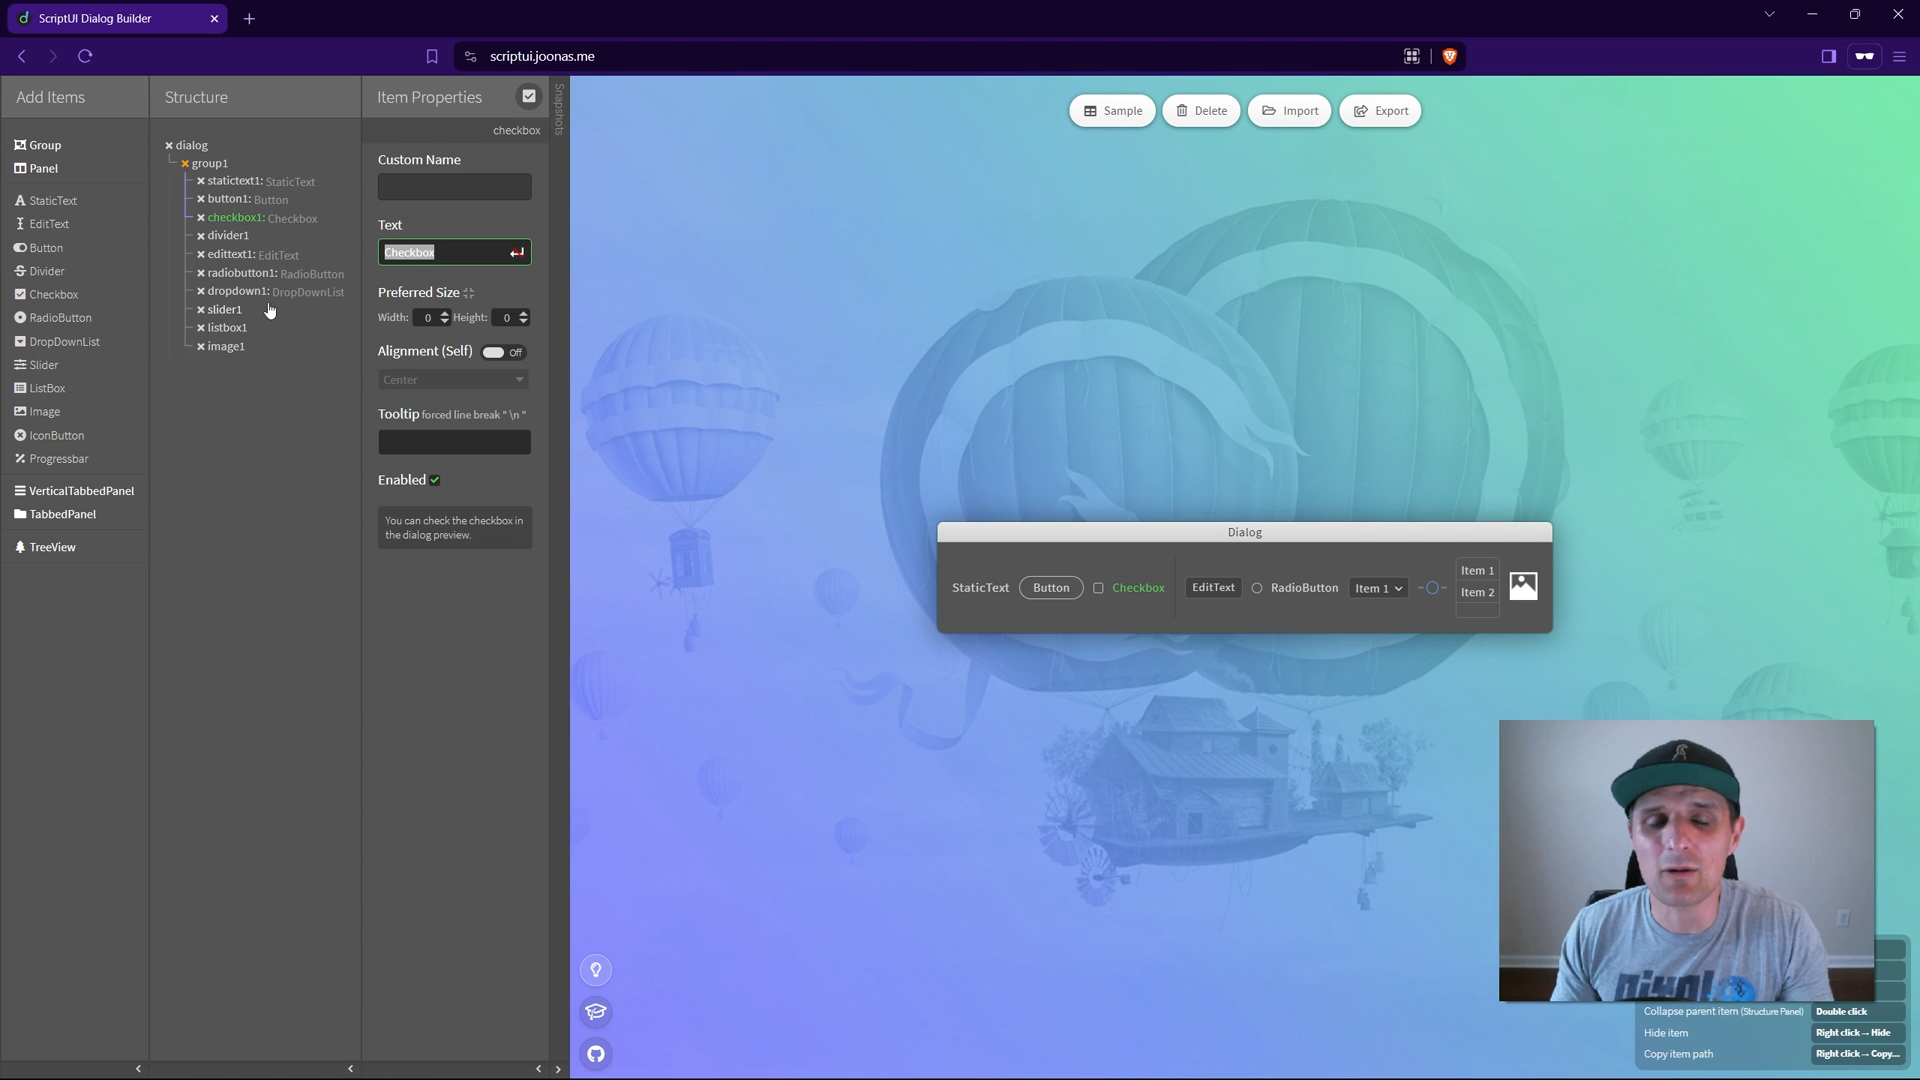 ScriptUI Dialog Builder
scriptui.joonas.me
Add Items
Structure
Item Properties
Snapshots
checkbox
Sample
Delete
Import
Export
Group
Panel
StaticText
EditText
Button
Divider
Checkbox
RadioButton
DropDownList
Slider
ListBox
Image
IconButton
Progressbar
VerticalTabbedPanel
TabbedPanel
TreeView
dialog
group1
statictext1: StaticText
button1: Button
checkbox1: Checkbox
divider1
edittext1: EditText
radiobutton1: RadioButton
dropdown1: DropDownList
slider1
listbox1
image1
Custom Name
Text
Checkbox
Preferred Size
Width: 0 Height: 0
Alignment (Self) Off
Center
Tooltip forced line break "\n"
Enabled
You can check the checkbox in
the dialog preview.
Dialog
StaticText Button Checkbox EditText RadioButton Item 1
Item 1
Item 2
Collapse parent item (Structure Panel) Double click
Hide item Right click → Hide
Copy item path Right click → Copy...